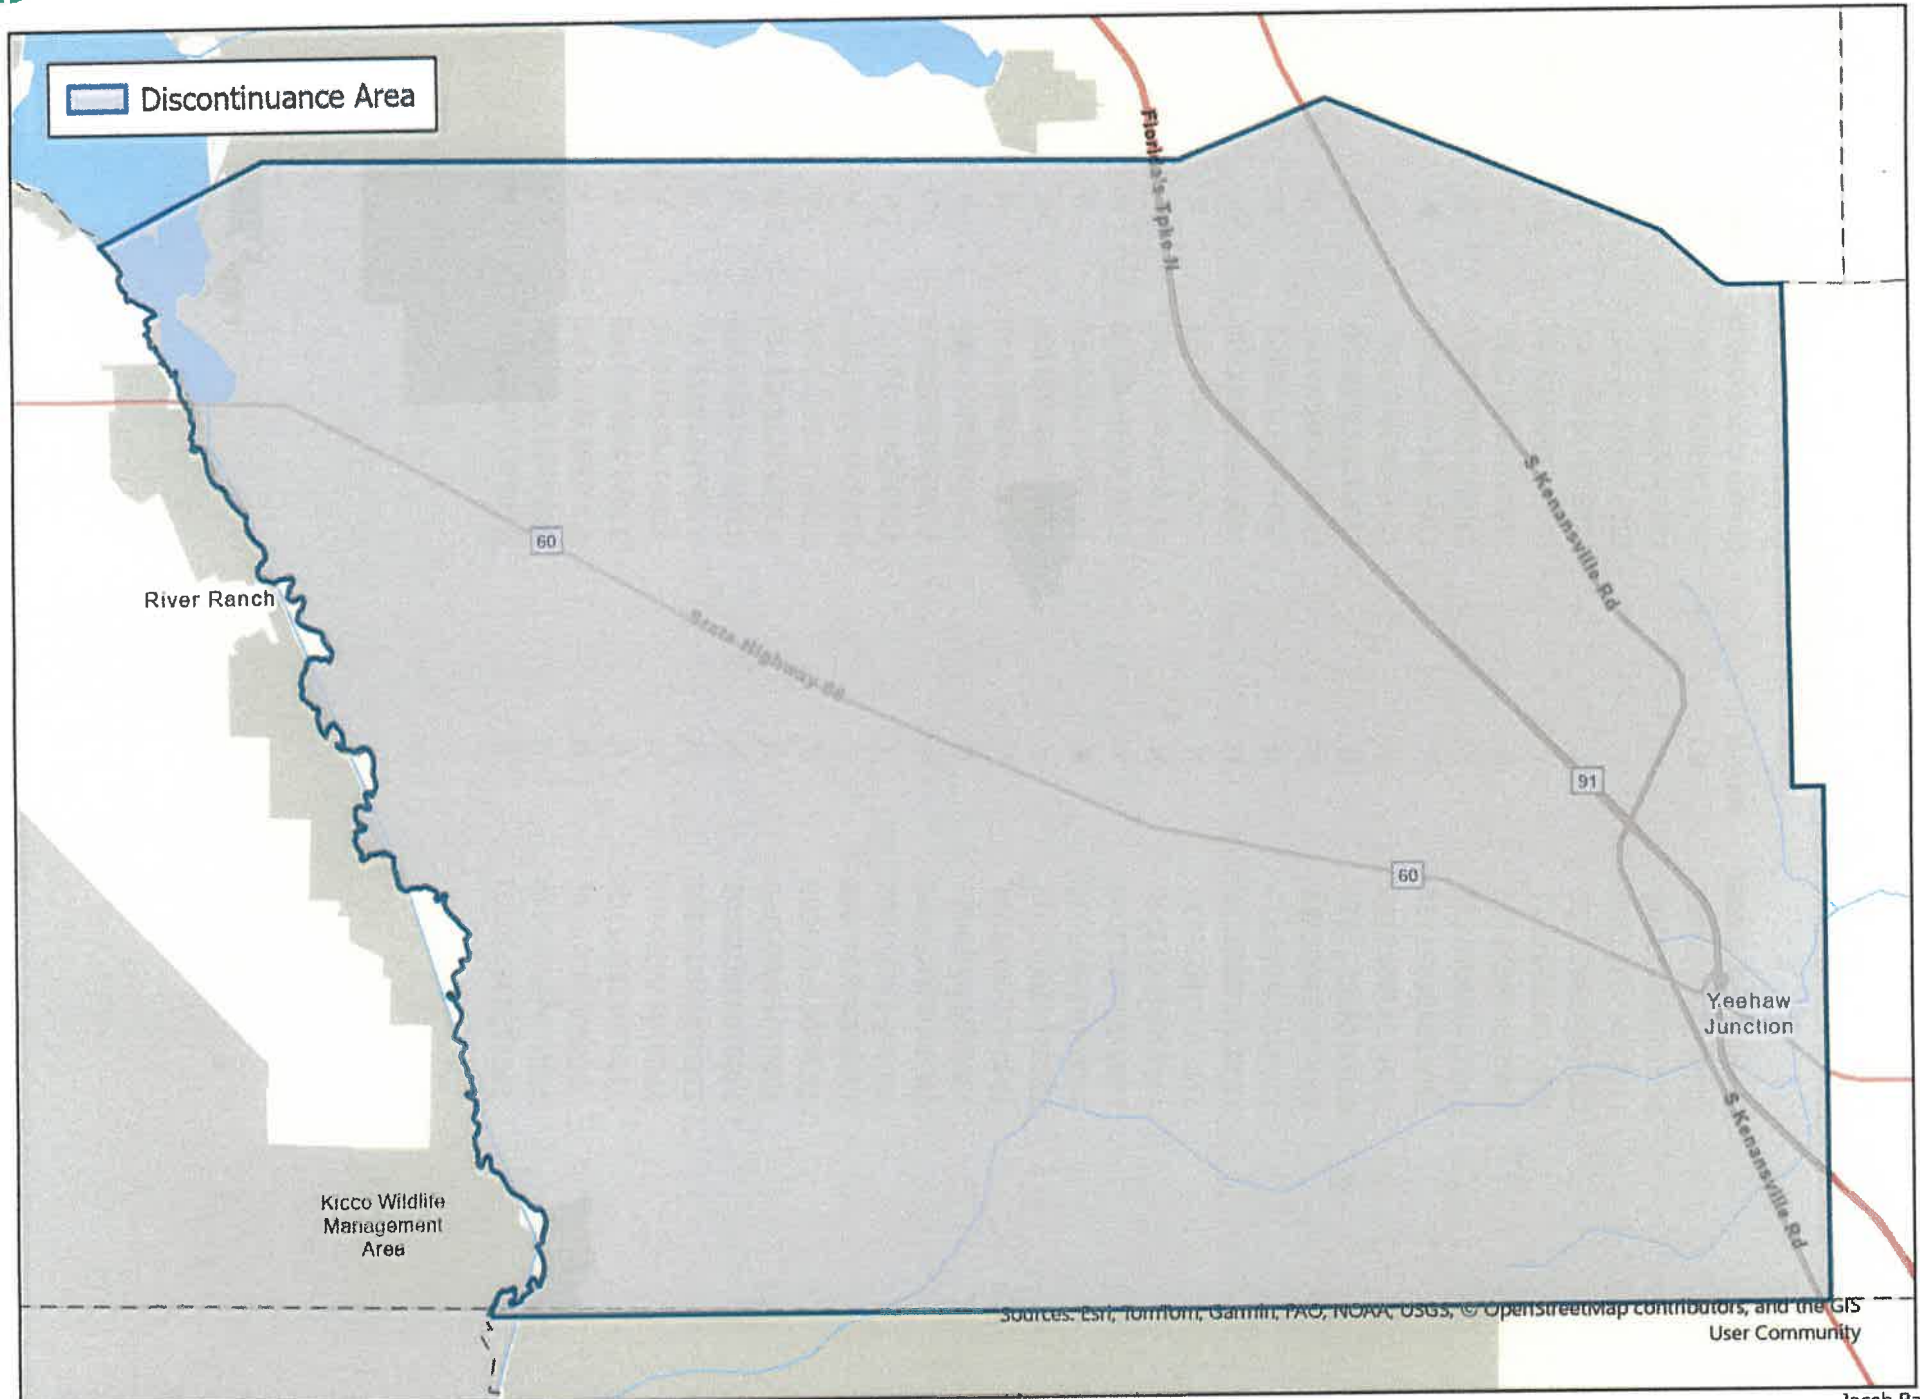 Discontinuance Area
Florida's Tpke N
60
S Kenansville Rd
River Ranch
State Highway 60
91
60
Yeehaw
Junction
S Kenansville Rd
Kicco Wildlife
Management
Area
Sources: Esri, TomTom, Garmin, FAO, NOAA, USGS, © OpenStreetMap contributors, and the GIS
User Community